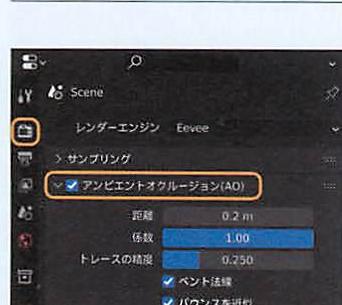 Scene
レンダーエンジン Eevee
サンプリング
アンビエントオクルージョン(AO)
距離 0.2 m
係数 1.00
トレースの精度 0.250
ベント法線
バウンスを近似